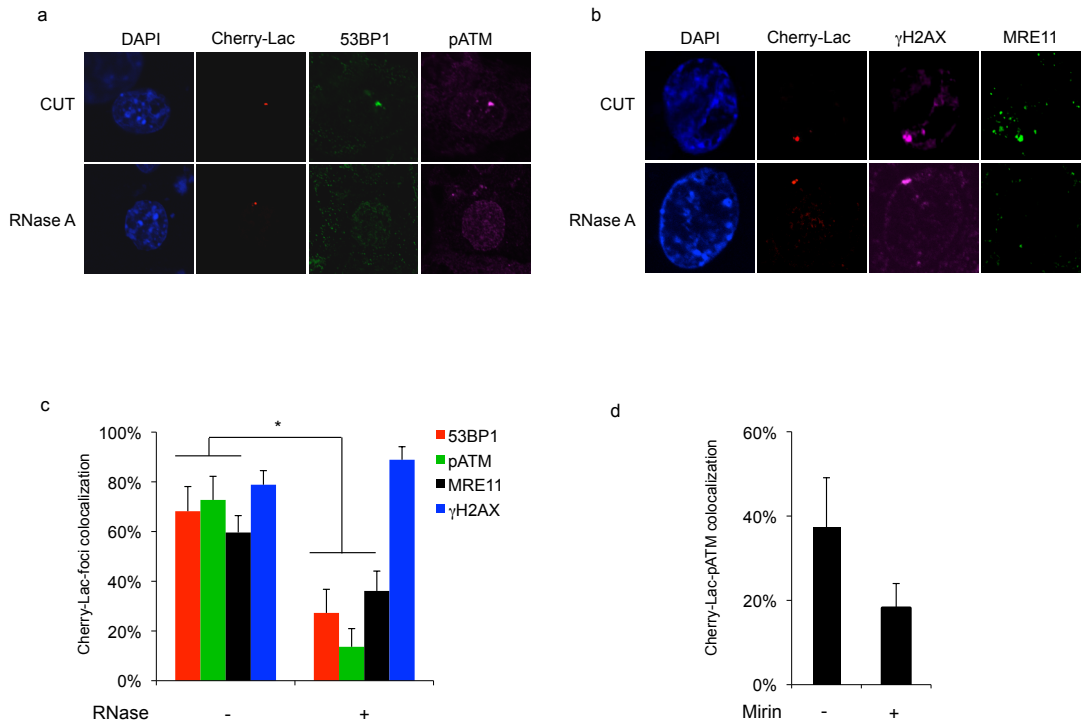 a
DAPI Cherry-Lac 53BP1 pATM
CUT
RNase A
b
DAPI Cherry-Lac γH2AX MRE11
CUT
RNase A
c
100%
80%
60%
40%
20%
0%
Cherry-Lac-foci colocalization
*
53BP1
pATM
MRE11
γH2AX
RNase - +
d
60%
40%
20%
0%
Cherry-Lac-pATM colocalization
Mirin - +